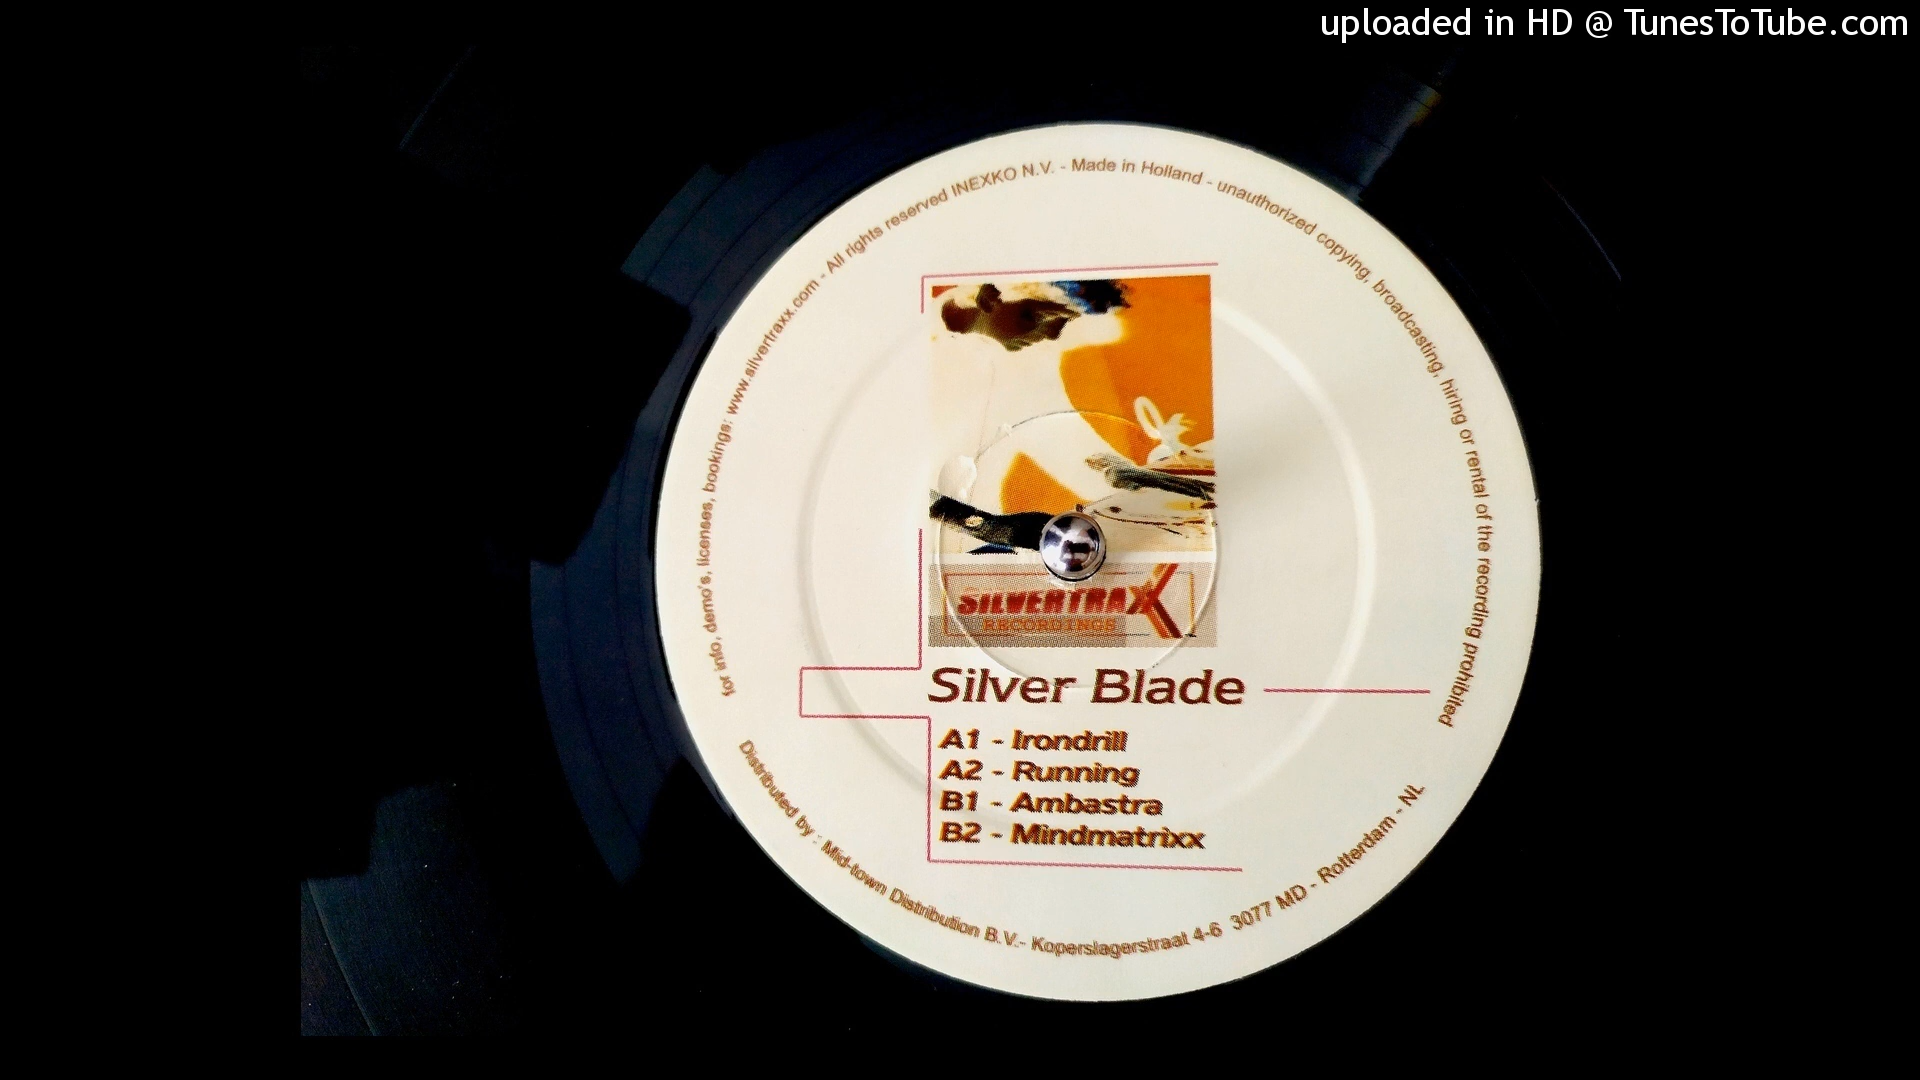 uploaded in HD @ TunesToTube.com
for info, demo's, licenses, bookings: www.silvertraxx.com - All rights reserved INEXKO N.V. - Made in Holland - unauthorized copying, broadcasting, hiring or rental of the recording prohibited
SILVERTRAXX
RECORDINGS
Silver Blade
A1 - Irondrill
A2 - Running
B1 - Ambastra
B2 - Mindmatrixx
Distributed by : Mid-town Distribution B.V.- Koperslagerstraat 4-6 3077 MD - Rotterdam - NL